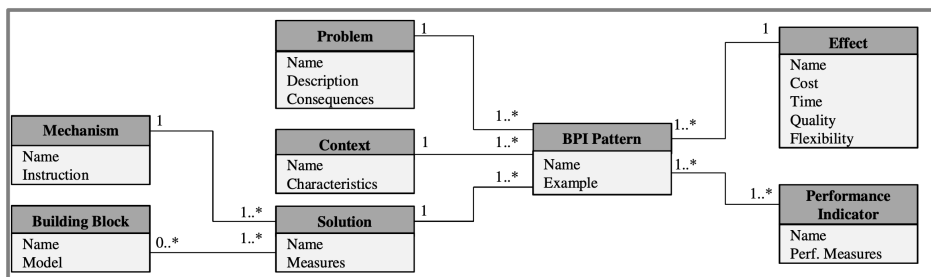 Problem
Name
Description
Consequences
1
1..*
Mechanism
Name
Instruction
1
1..*
Context
Name
Characteristics
1
1..*
Building Block
Name
Model
0..*
1..*
Solution
Name
Measures
1
1..*
BPI Pattern
Name
Example
1..*
1
1..*
1..*
Effect
Name
Cost
Time
Quality
Flexibility
Performance
Indicator
Name
Perf. Measures